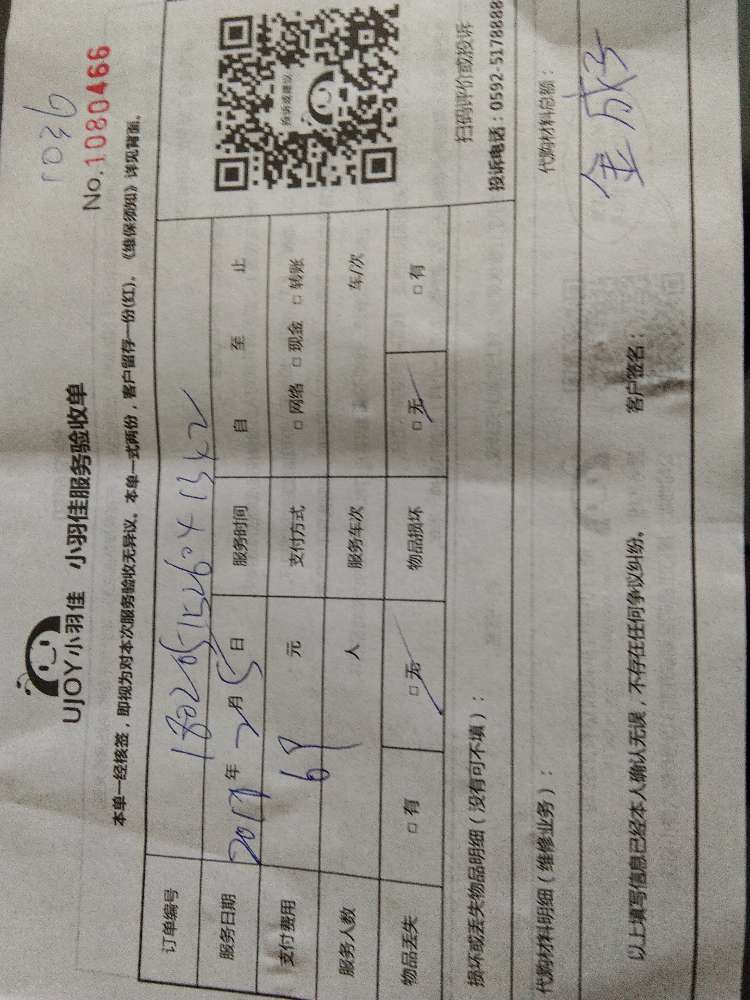 1036
No.1080466
UJOY小羽佳 小羽佳服务验收单
本单一经核签，即视为对本次服务验收无异议。本单一式两份，客户留存一份(红)。《维保须知》详见背面。
订单编号
服务日期 年 2月5日 服务时间 自 至 止
支付费用 69 元 支付方式 □ 网络 □ 现金 □ 转账
服务人数 人 服务车次 车/次
物品丢失 □ 有 □ 无 物品损坏 □ 无 □ 有
投诉或建议
扫码评价或投诉
投诉电话：0592-5178888
损坏或丢失物品明细（没有可不填）：
代购材料明细（维修业务）： 代购材料总额：
以上填写信息已经本人确认无误，不存在任何争议纠纷。 客户签名：